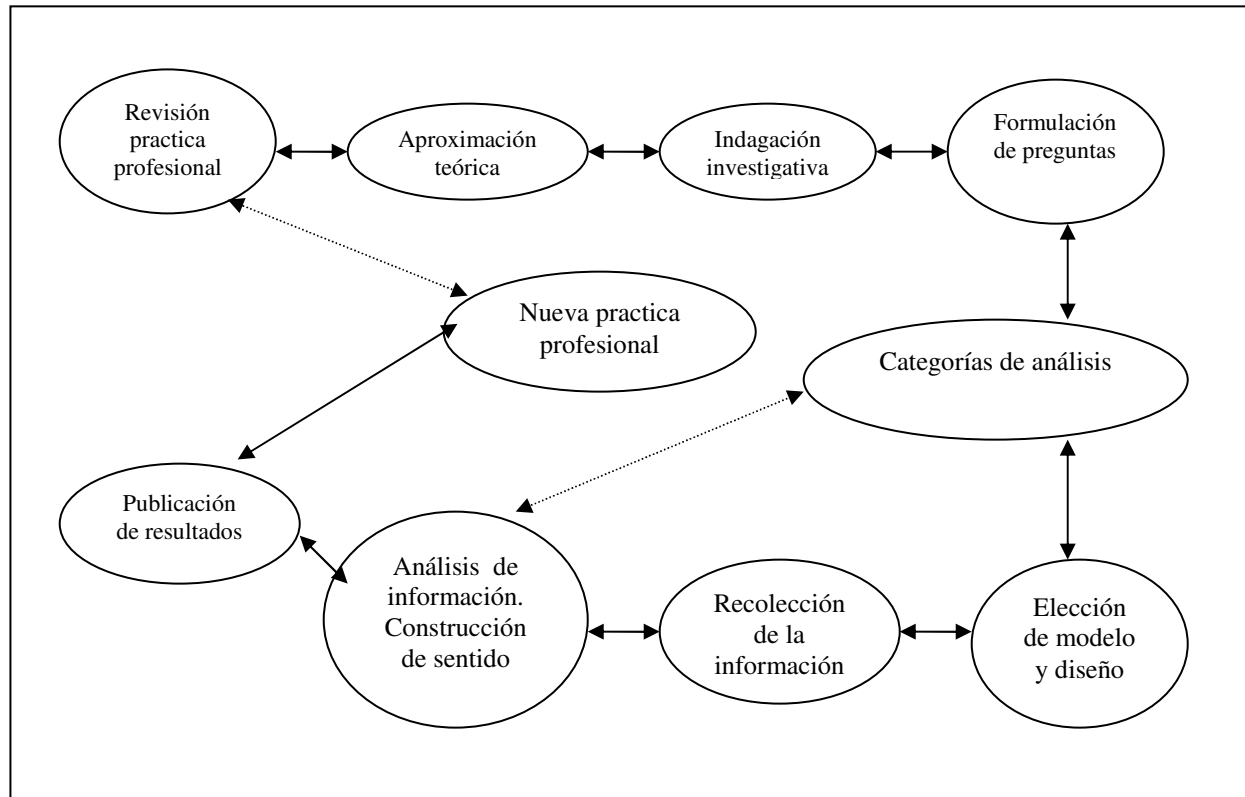 Revisión
practica
profesional
Aproximación
teórica
Indagación
investigativa
Formulación
de preguntas
Nueva practica
profesional
Categorías de análisis
Publicación
de resultados
Análisis de
información.
Construcción
de sentido
Recolección
de la
información
Elección
de modelo
y diseño